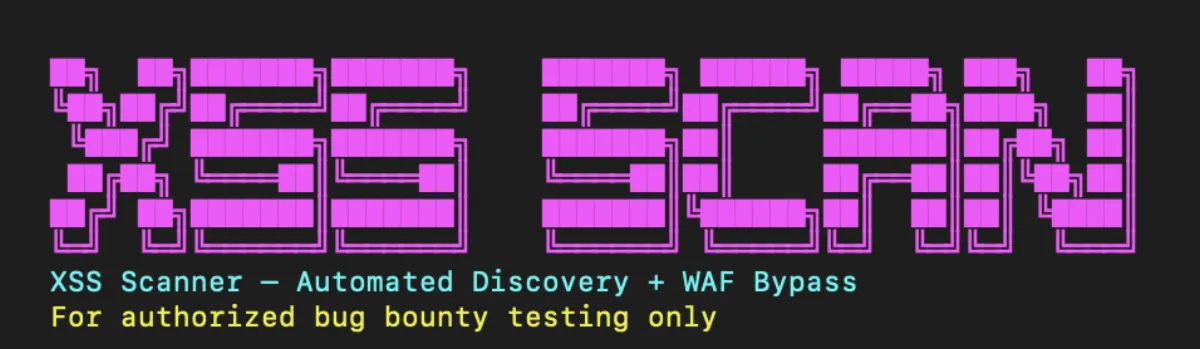 XSS SCAN
XSS Scanner — Automated Discovery + WAF Bypass
For authorized bug bounty testing only